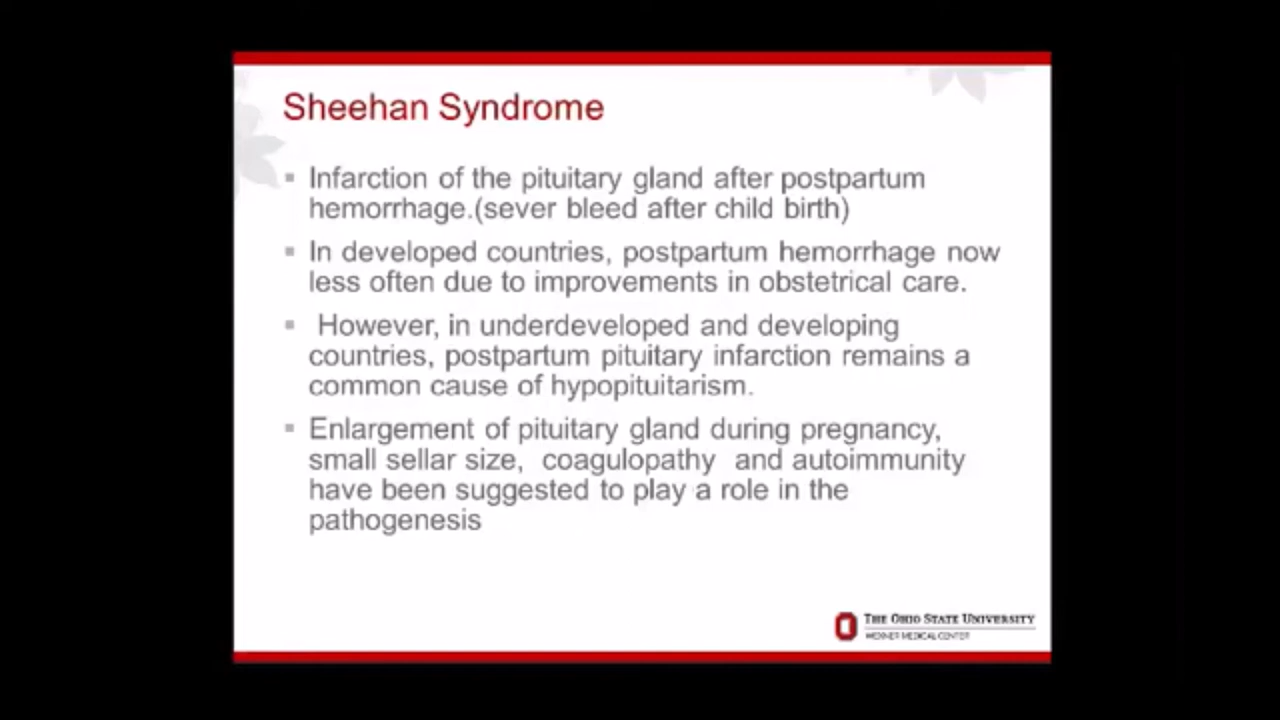 Sheehan Syndrome
▪ Infarction of the pituitary gland after postpartum
hemorrhage.(sever bleed after child birth)
▪ In developed countries, postpartum hemorrhage now
less often due to improvements in obstetrical care.
▪ However, in underdeveloped and developing
countries, postpartum pituitary infarction remains a
common cause of hypopituitarism.
▪ Enlargement of pituitary gland during pregnancy,
small sellar size, coagulopathy and autoimmunity
have been suggested to play a role in the
pathogenesis
THE OHIO STATE UNIVERSITY
WEXNER MEDICAL CENTER